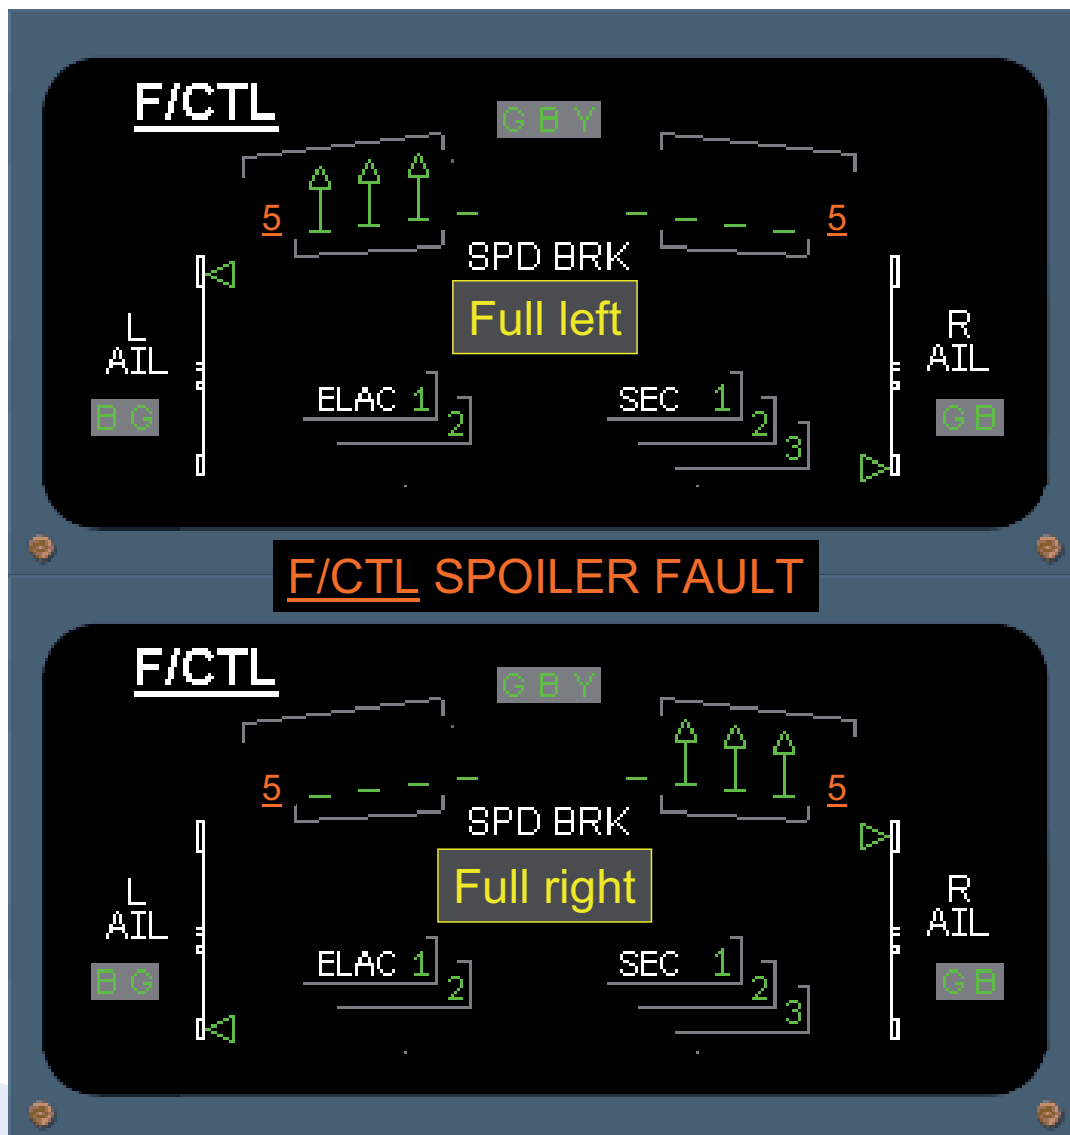 F/CTL
G B Y
5 5
SPD BRK
Full left
L AIL
R AIL
ELAC 1 2
SEC 1 2 3
B G
G B
F/CTL SPOILER FAULT
F/CTL
G B Y
5 5
SPD BRK
Full right
L AIL
R AIL
ELAC 1 2
SEC 1 2 3
B G
G B